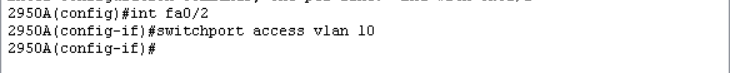 2950A(config)#int fa0/2
2950A(config-if)#switchport access vlan 10
2950A(config-if)#